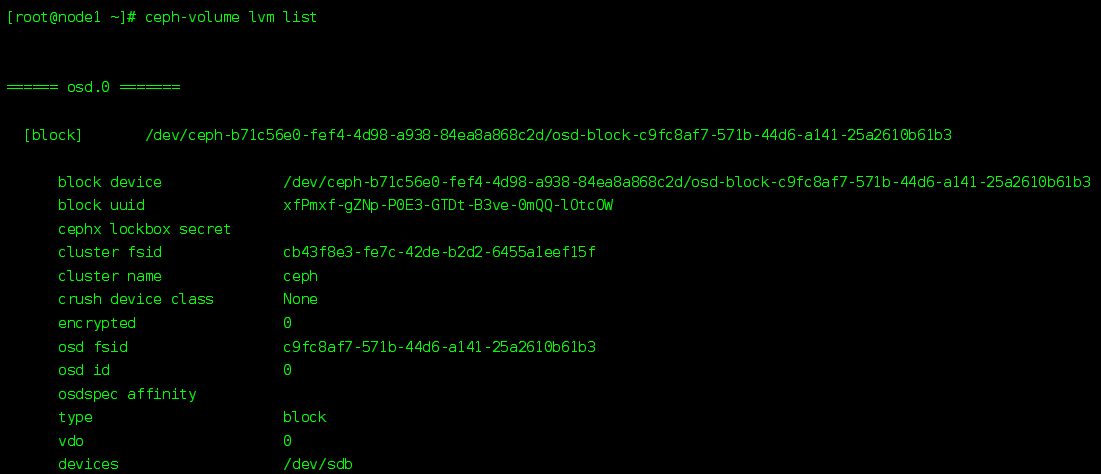 [root@node1 ~]# ceph-volume lvm list
====== osd.0 =======
[block] /dev/ceph-b71c56e0-fef4-4d98-a938-84ea8a868c2d/osd-block-c9fc8af7-571b-44d6-a141-25a2610b61b3
block device /dev/ceph-b71c56e0-fef4-4d98-a938-84ea8a868c2d/osd-block-c9fc8af7-571b-44d6-a141-25a2610b61b3
block uuid xfPmxf-gZNp-P0E3-GTDt-B3ve-0mQQ-lOtcOW
cephx lockbox secret
cluster fsid cb43f8e3-fe7c-42de-b2d2-6455a1eef15f
cluster name ceph
crush device class None
encrypted 0
osd fsid c9fc8af7-571b-44d6-a141-25a2610b61b3
osd id 0
osdspec affinity
type block
vdo 0
devices /dev/sdb